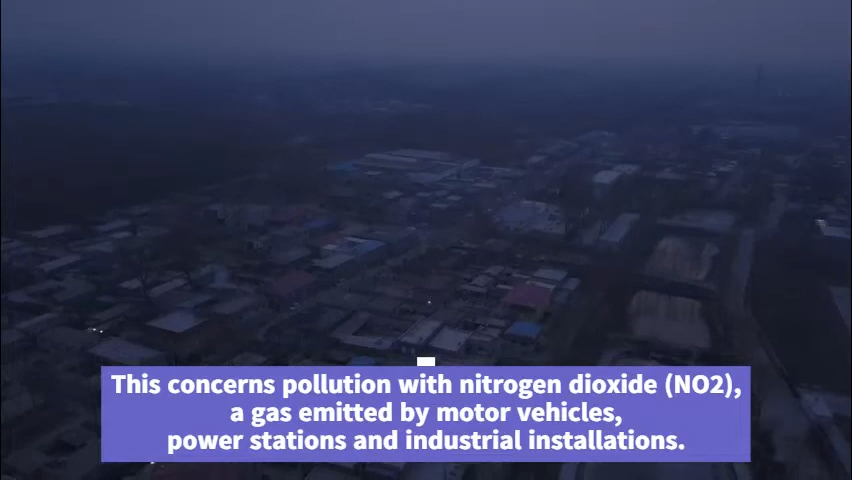 This concerns pollution with nitrogen dioxide (NO2),
a gas emitted by motor vehicles,
power stations and industrial installations.